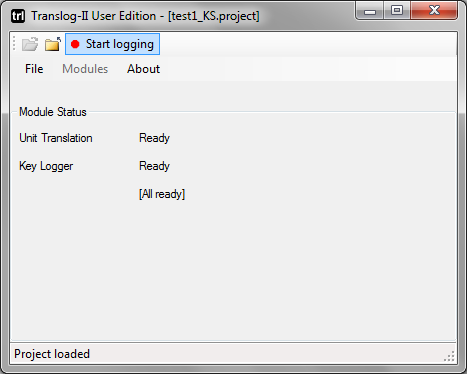 trl Translog-II User Edition - [test1_KS.project]
Start logging
File Modules About
Module Status
Unit Translation Ready
Key Logger Ready
[All ready]
Project loaded